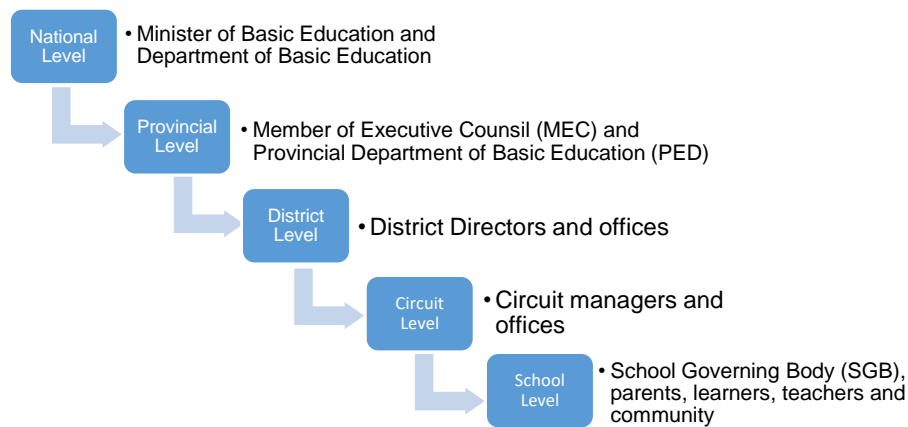 National
Level
• Minister of Basic Education and
Department of Basic Education
Provincial
Level
• Member of Executive Counsil (MEC) and
Provincial Department of Basic Education (PED)
District
Level
• District Directors and offices
Circuit
Level
• Circuit managers and
offices
School
Level
• School Governing Body (SGB),
parents, learners, teachers and
community